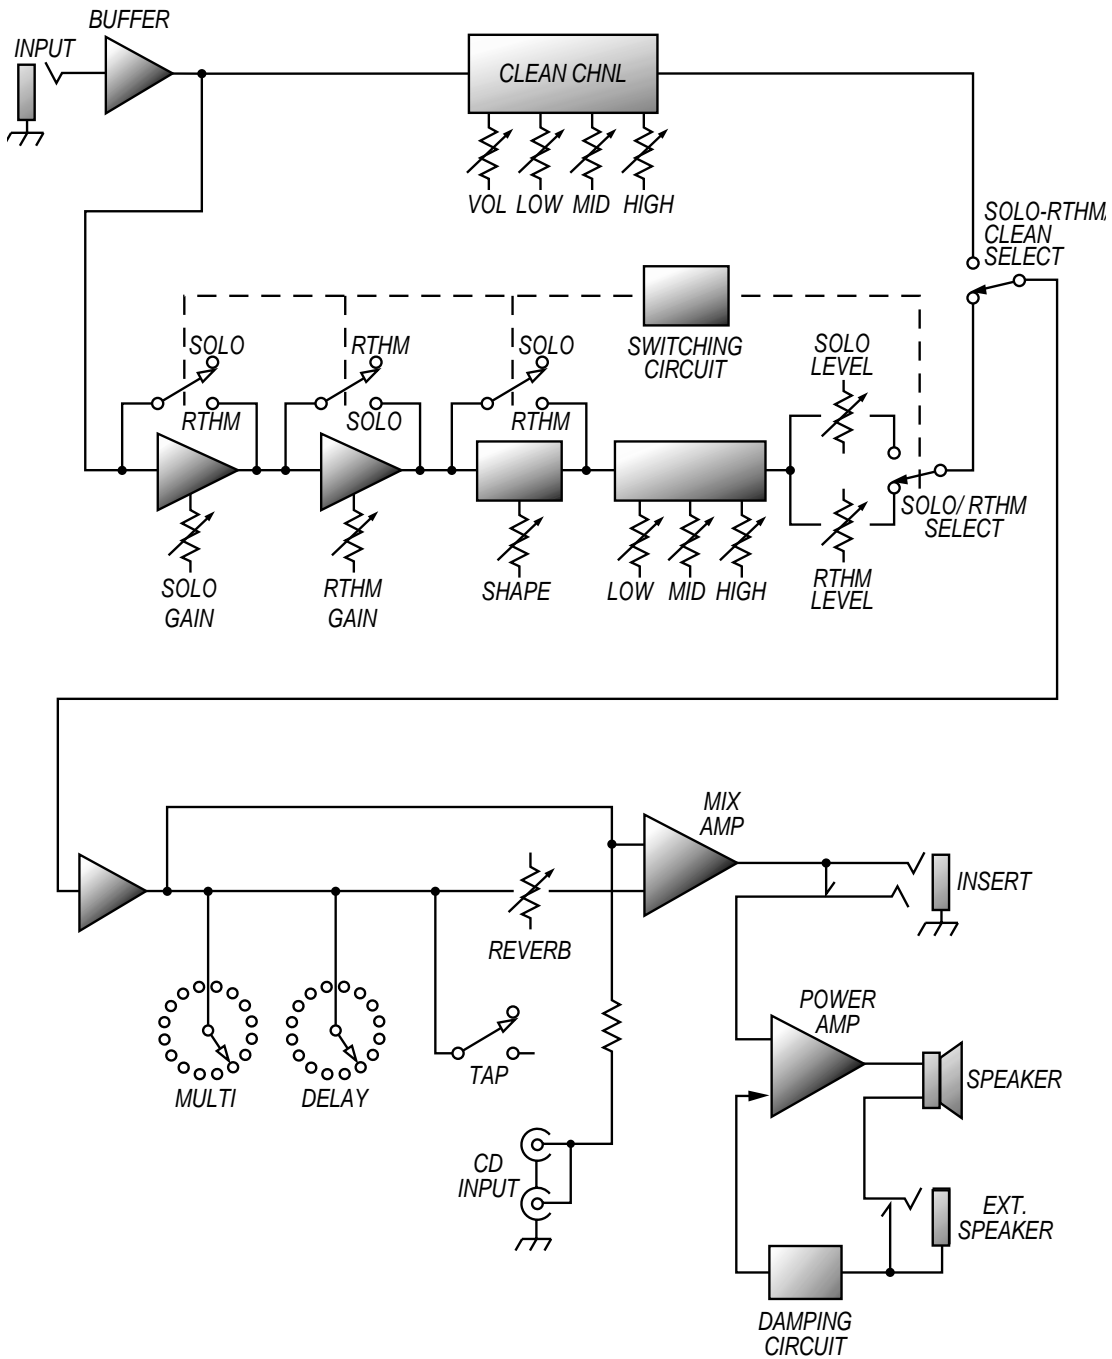 BUFFER
INPUT
CLEAN CHNL
VOL LOW MID HIGH
SOLO-RTHM/
CLEAN
SELECT
SOLO
RTHM
RTHM
SOLO
SOLO
RTHM
SWITCHING
CIRCUIT
SOLO
LEVEL
SOLO/ RTHM
SELECT
SOLO
GAIN
RTHM
GAIN
SHAPE
LOW MID HIGH
RTHM
LEVEL
MIX
AMP
INSERT
REVERB
MULTI
DELAY
TAP
POWER
AMP
SPEAKER
CD
INPUT
EXT.
SPEAKER
DAMPING
CIRCUIT